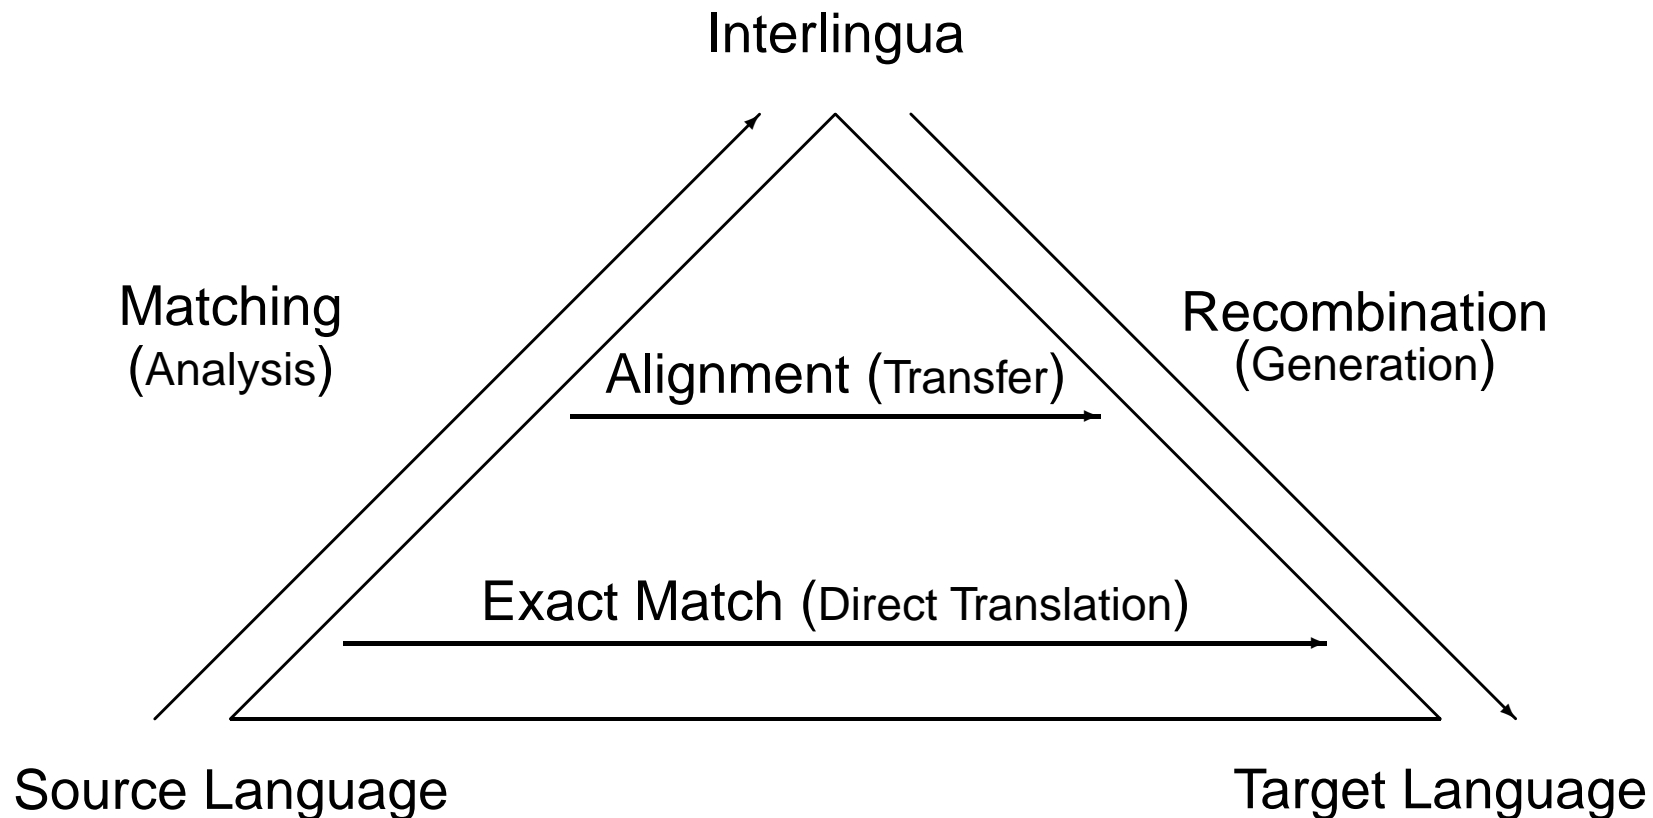 Interlingua
Matching
(Analysis)
Recombination
(Generation)
Alignment (Transfer)
Exact Match (Direct Translation)
Source Language
Target Language